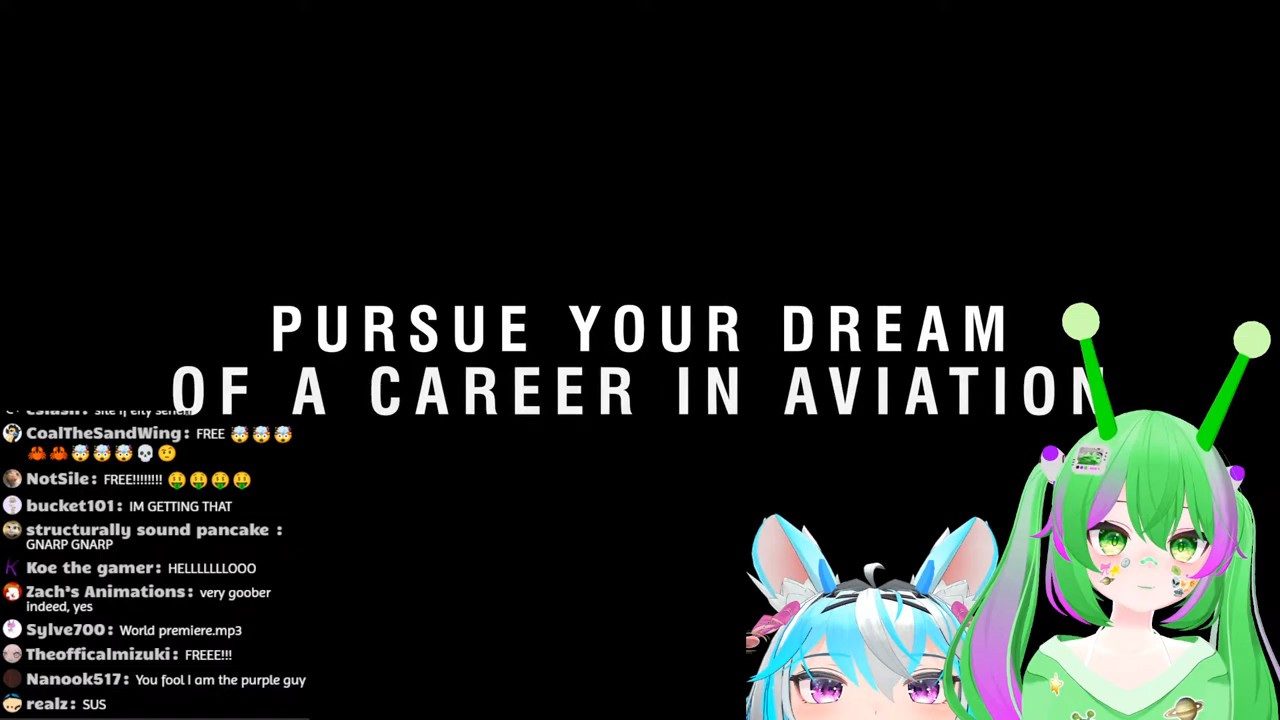 PURSUE YOUR DREAM
OF A CAREER IN AVIATION
CoalTheSandWing: FREE 🤯🤯🤯
🦀🦀🤯🤯🤯💀🤨
NotSile: FREE!!!!!!!! 🤑🤑🤑🤑
bucket101: IM GETTING THAT
structurally sound pancake :
GNARP GNARP
Koe the gamer: HELLLLLLLOOO
Zach's Animations: very goober
indeed, yes
Sylve700: World premiere.mp3
Theofficalmizuki: FREEE!!!
Nanook517: You fool I am the purple guy
realz: SUS